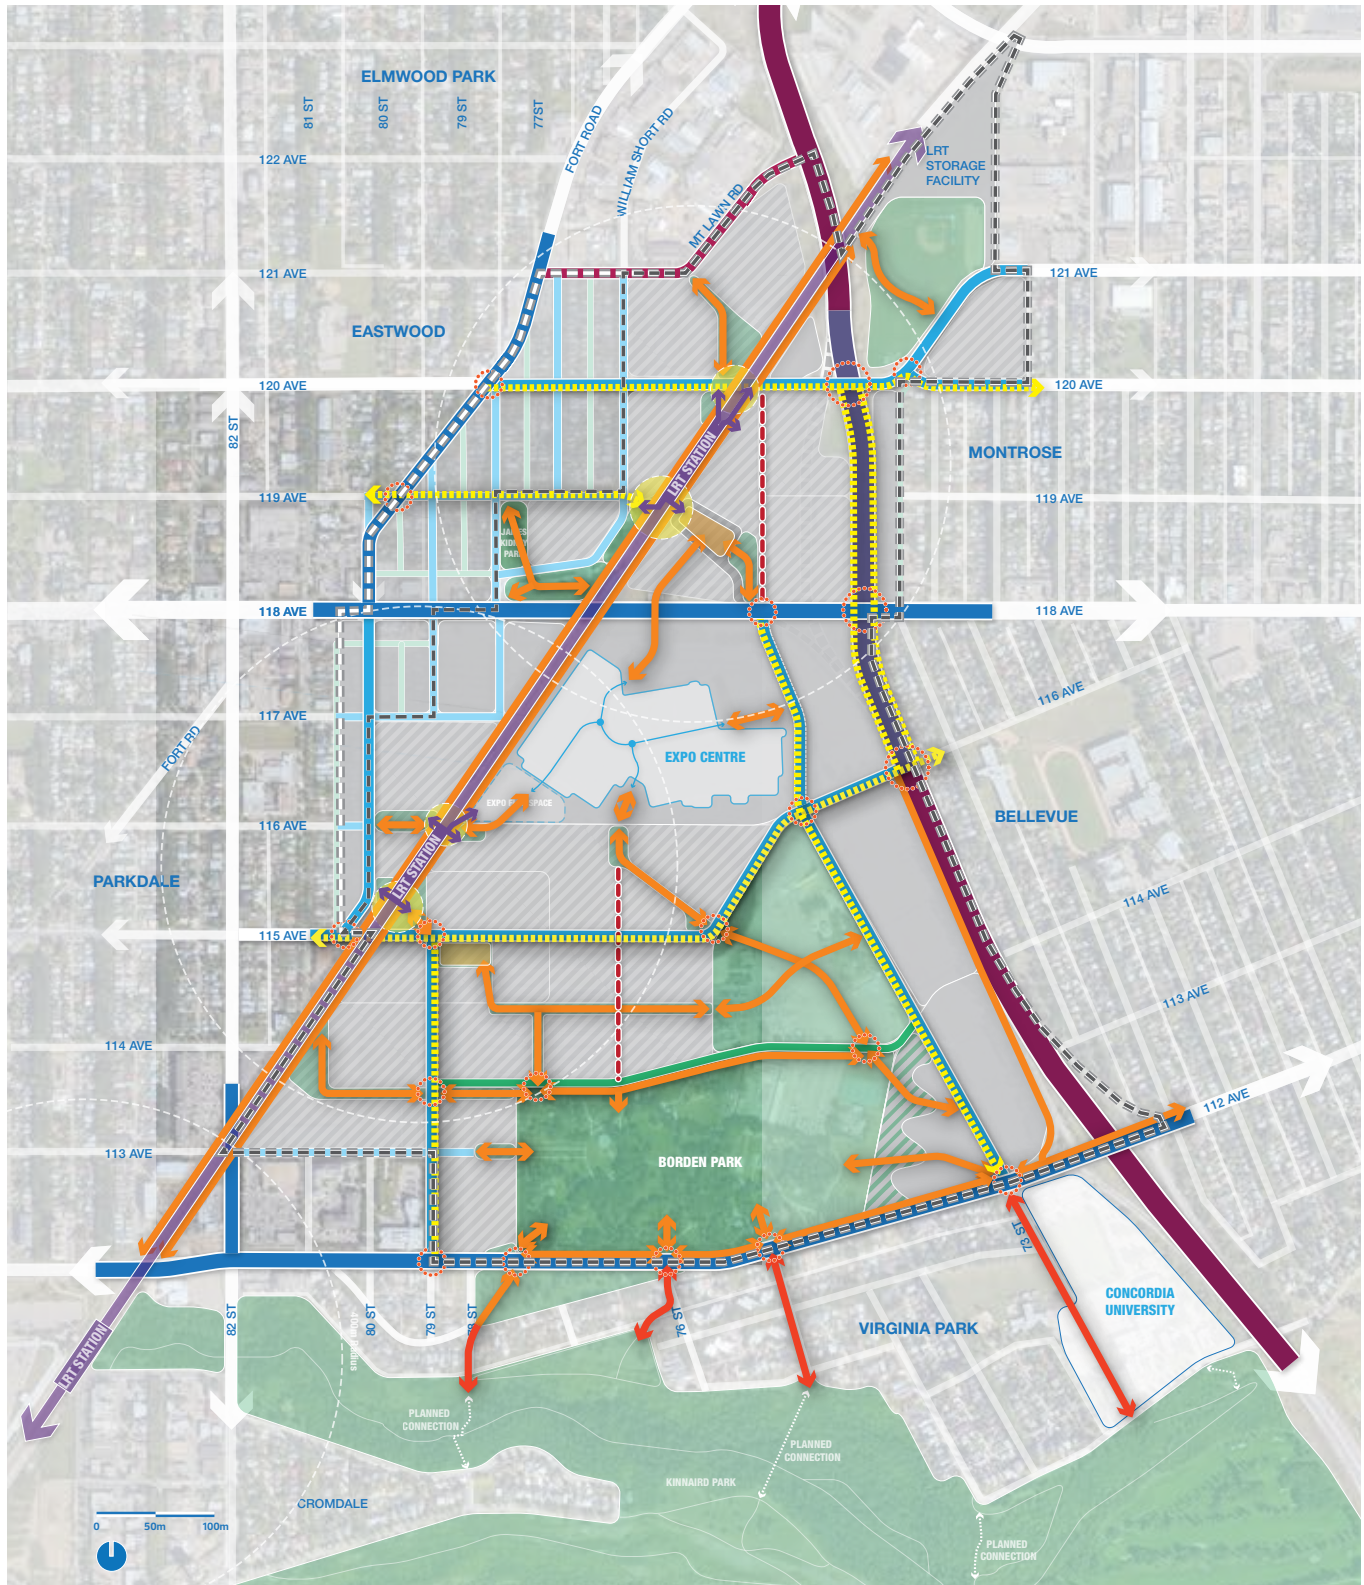 ELMWOOD PARK
81 ST
80 ST
79 ST
77ST
FORT ROAD
WILLIAM SHORT RD
122 AVE
LRT
STORAGE
FACILITY
MT LAWN RD
121 AVE
121 AVE
EASTWOOD
120 AVE
120 AVE
82 ST
MONTROSE
LRT STATION
119 AVE
119 AVE
JAMES
KIDNEY
PARK
118 AVE
118 AVE
116 AVE
117 AVE
FORT RD
EXPO CENTRE
116 AVE
BELLEVUE
LRT STATION
PARKDALE
114 AVE
115 AVE
113 AVE
114 AVE
112 AVE
113 AVE
BORDEN PARK
73 ST
CONCORDIA
UNIVERSITY
82 ST
80 ST
79 ST
78 ST
76 ST
VIRGINIA PARK
LRT STATION
PLANNED
CONNECTION
PLANNED
CONNECTION
KINNAIRD PARK
CROMDALE
0 50m 100m
PLANNED
CONNECTION